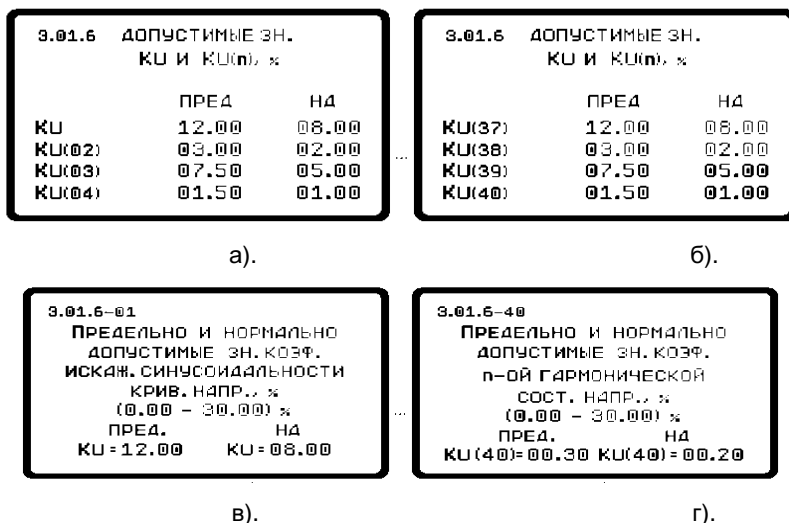 3.01.6 ДОПУСТИМЫЕ ЗН.
KU И KU(n), %
ПРЕД НД
KU 12.00 08.00
KU(02) 03.00 02.00
KU(03) 07.50 05.00
KU(04) 01.50 01.00
а).
...
3.01.6 ДОПУСТИМЫЕ ЗН.
KU И KU(n), %
ПРЕД НД
KU(37) 12.00 08.00
KU(38) 03.00 02.00
KU(39) 07.50 05.00
KU(40) 01.50 01.00
б).
3.01.6-01
ПРЕДЕЛЬНО И НОРМАЛЬНО
ДОПУСТИМЫЕ ЗН. КОЭФ.
ИСКАЖ. СИНУСОИДАЛЬНОСТИ
КРИВ. НАПР., %
(0.00 - 30.00) %
ПРЕД. НД
KU=12.00 KU=08.00
в).
...
3.01.6-40
ПРЕДЕЛЬНО И НОРМАЛЬНО
ДОПУСТИМЫЕ ЗН. КОЭФ.
n-ОЙ ГАРМОНИЧЕСКОЙ
СОСТ. НАПР., %
(0.00 - 30.00) %
ПРЕД. НД
KU(40)=00.30 KU(40)=00.20
г).